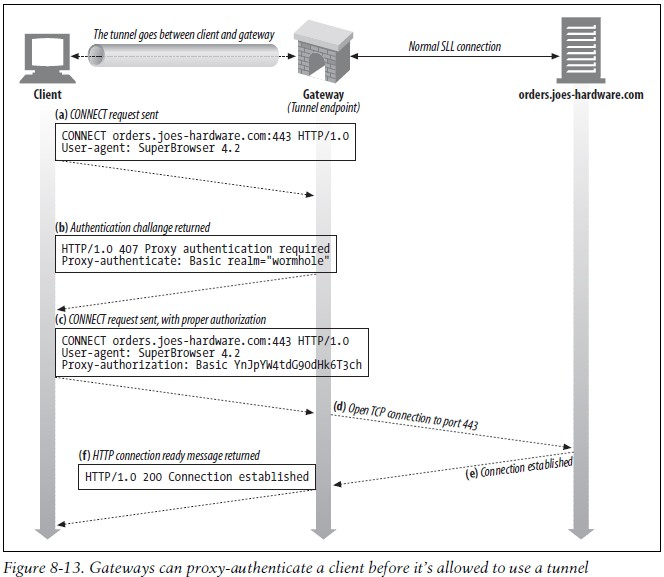 The tunnel goes between client and gateway
Normal SLL connection
Client
Gateway
(Tunnel endpoint)
orders.joes-hardware.com
(a) CONNECT request sent
CONNECT orders.joes-hardware.com:443 HTTP/1.0
User-agent: SuperBrowser 4.2
(b) Authentication challange returned
HTTP/1.0 407 Proxy authentication required
Proxy-authenticate: Basic realm="wormhole"
(c) CONNECT request sent, with proper authorization
CONNECT orders.joes-hardware.com:443 HTTP/1.0
User-agent: SuperBrowser 4.2
Proxy-authorization: Basic YnJpYW4tdG90dHk6T3ch
(d) Open TCP connection to port 443
(e) Connection established
(f) HTTP connection ready message returned
HTTP/1.0 200 Connection established
Figure 8-13. Gateways can proxy-authenticate a client before it's allowed to use a tunnel